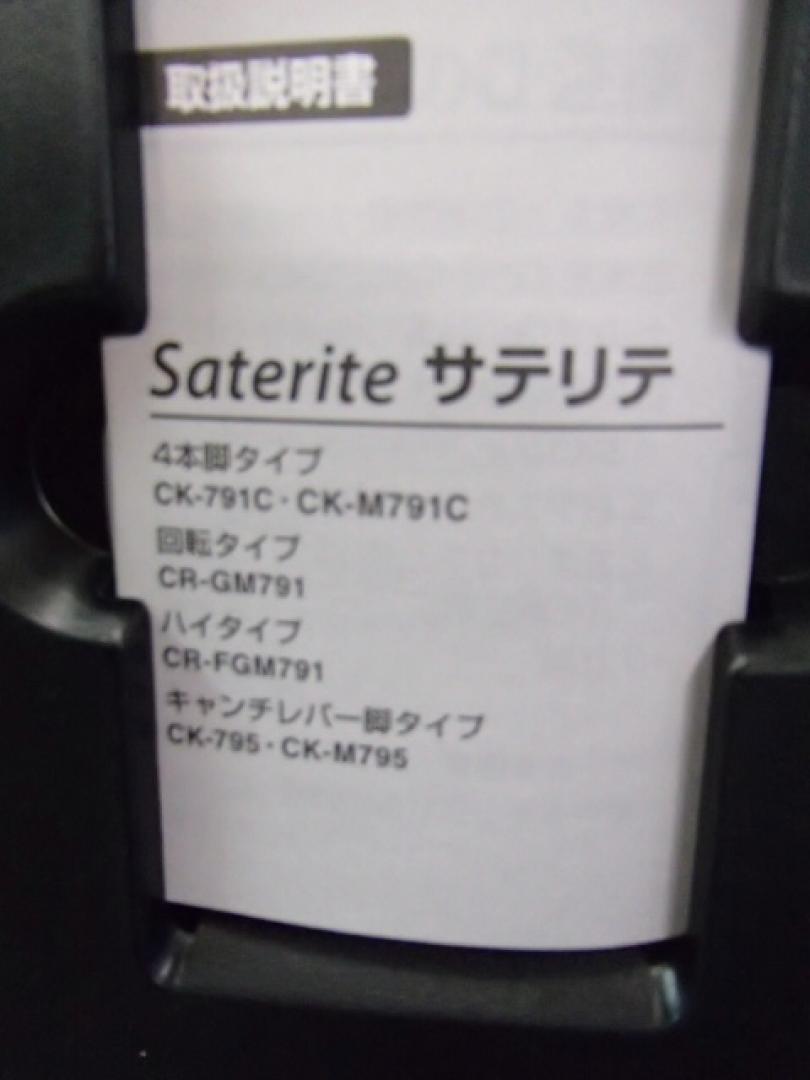 取扱説明書
Saterite サテリテ
4本脚タイプ
CK-791C・CK-M791C
回転タイプ
CR-GM791
ハイタイプ
CR-FGM791
キャンチレバー脚タイプ
CK-795・CK-M795